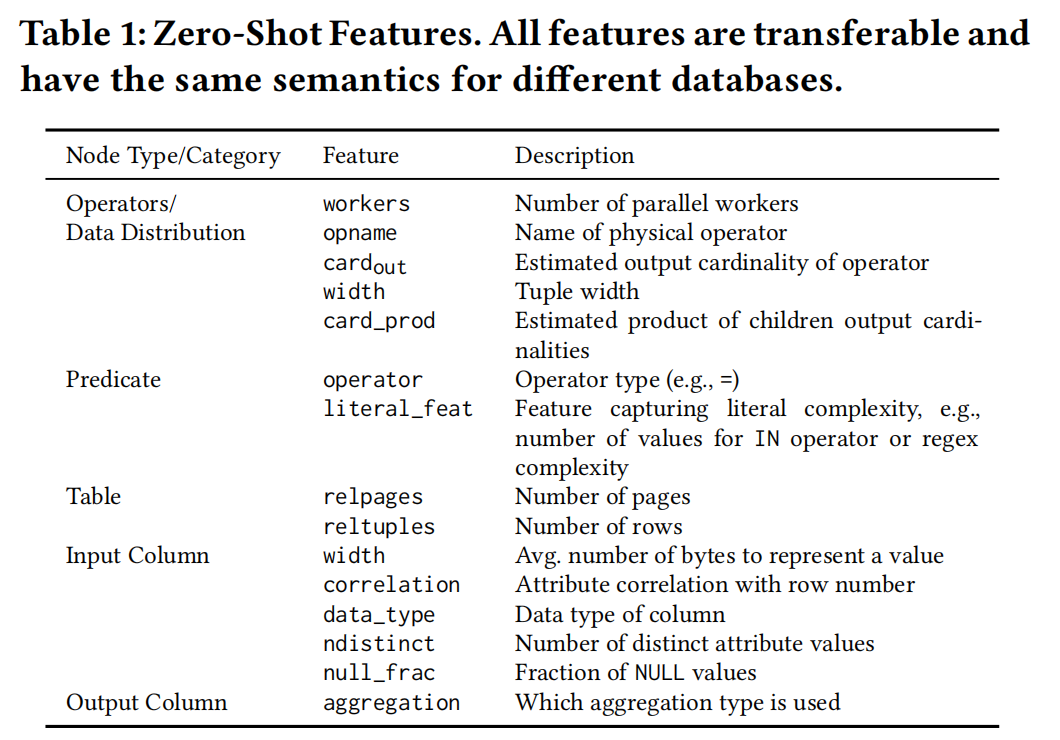 Table 1: Zero-Shot Features. All features are transferable and
have the same semantics for different databases.
Node Type/Category Feature Description
Operators/ workers Number of parallel workers
Data Distribution opname Name of physical operator
card_out Estimated output cardinality of operator
width Tuple width
card_prod Estimated product of children output cardi-
nalities
Predicate operator Operator type (e.g., =)
literal_feat Feature capturing literal complexity, e.g.,
number of values for IN operator or regex
complexity
Table relpages Number of pages
reltuples Number of rows
Input Column width Avg. number of bytes to represent a value
correlation Attribute correlation with row number
data_type Data type of column
ndistinct Number of distinct attribute values
null_frac Fraction of NULL values
Output Column aggregation Which aggregation type is used